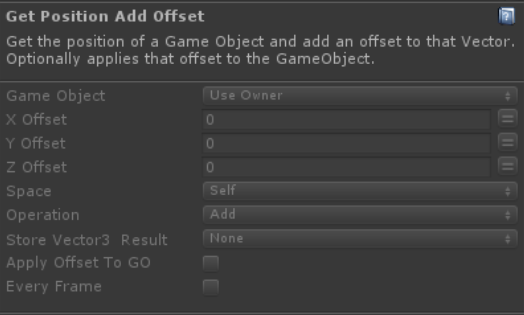 Get Position Add Offset
Get the position of a Game Object and add an offset to that Vector.
Optionally applies that offset to the GameObject.
Game Object Use Owner
X Offset 0
Y Offset 0
Z Offset 0
Space Self
Operation Add
Store Vector3 Result None
Apply Offset To GO
Every Frame